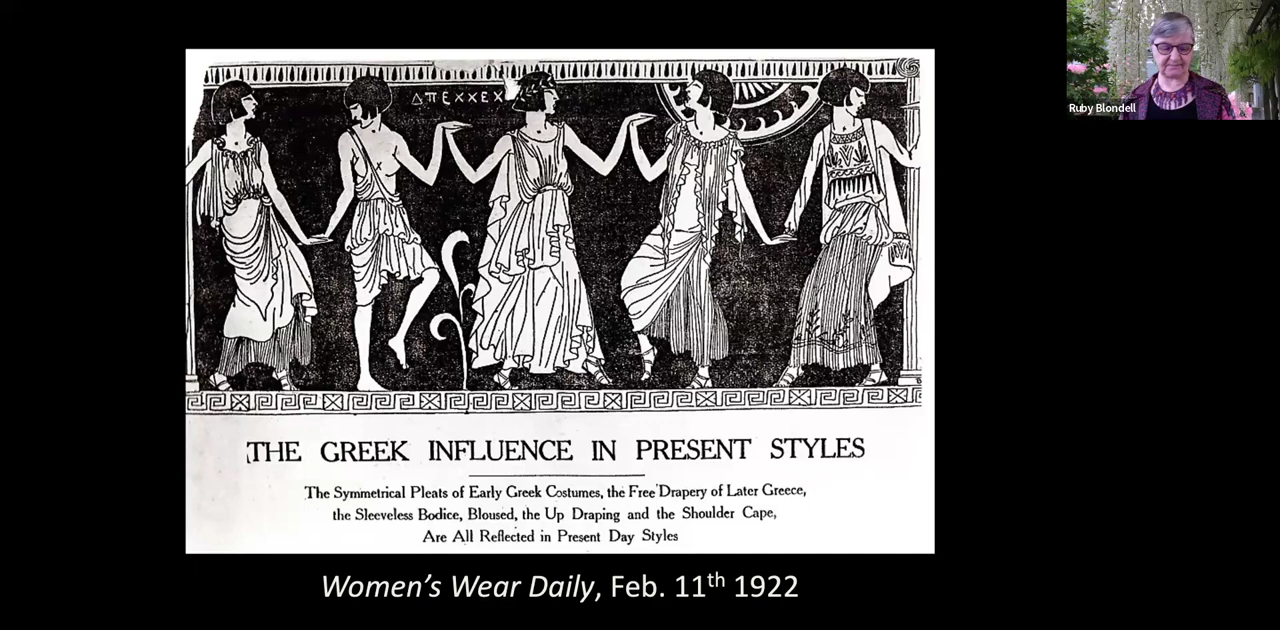 Ruby Blondell
ΔΠEXXEX
THE GREEK INFLUENCE IN PRESENT STYLES
The Symmetrical Pleats of Early Greek Costumes, the Free Drapery of Later Greece,
the Sleeveless Bodice, Bloused, the Up Draping and the Shoulder Cape,
Are All Reflected in Present Day Styles
Women's Wear Daily, Feb. 11th 1922